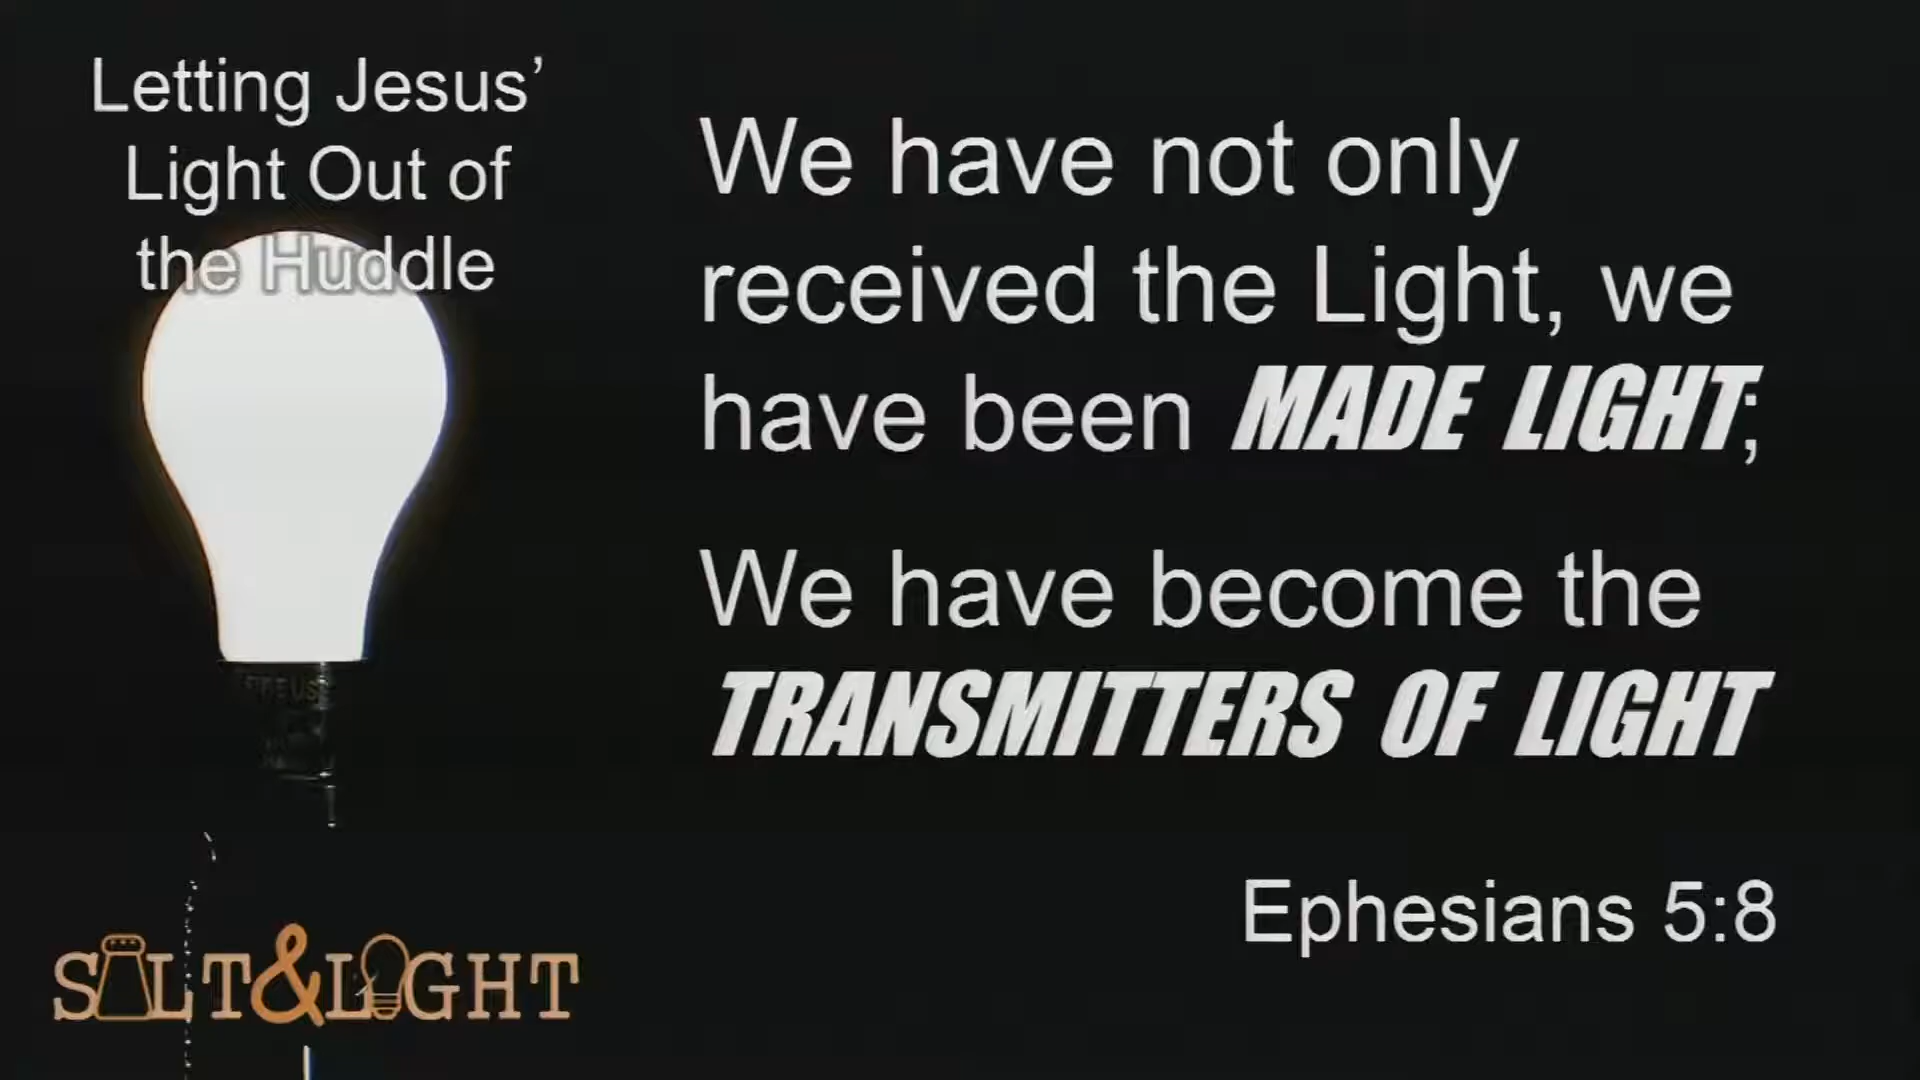 Letting Jesus’
Light Out of
the Huddle
We have not only
received the Light, we
have been MADE LIGHT;
We have become the
TRANSMITTERS OF LIGHT
Ephesians 5:8
SALT&LIGHT